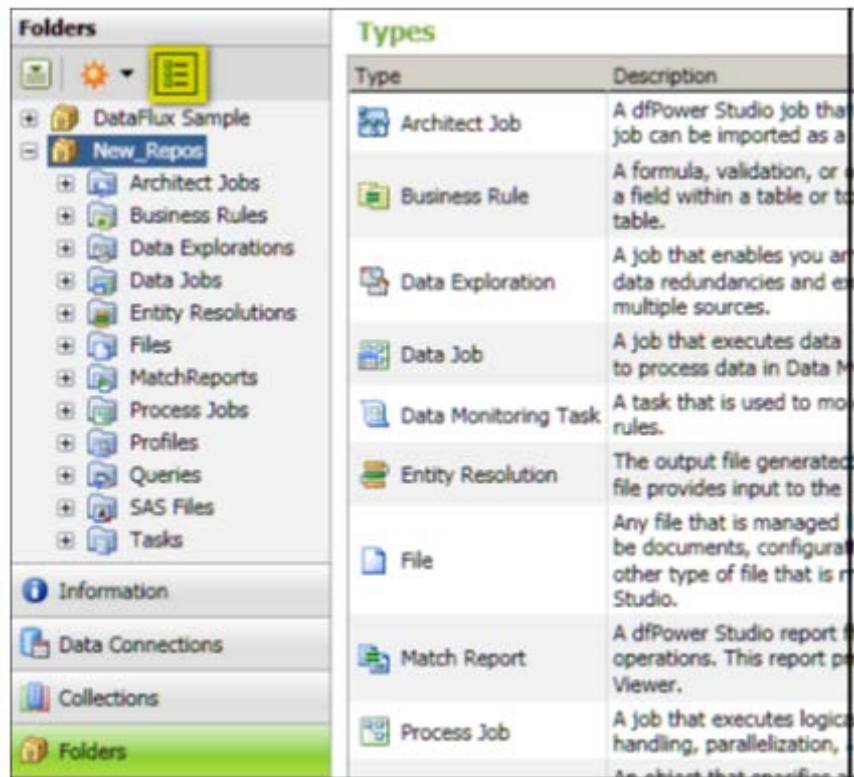 Folders
DataFlux Sample
New_Repos
Architect Jobs
Business Rules
Data Explorations
Data Jobs
Entity Resolutions
Files
MatchReports
Process Jobs
Profiles
Queries
SAS Files
Tasks
Information
Data Connections
Collections
Folders
Types
Type Description
Architect Job
A dfPower Studio job that
job can be imported as a
Business Rule
A formula, validation, or
a field within a table or to
table.
Data Exploration
A job that enables you
data redundancies and
multiple sources.
Data Job
A job that executes data
to process data in Data
Data Monitoring Task
A task that is used to
rules.
Entity Resolution
The output file generated
file provides input to the
File
Any file that is managed
be documents,
other type of file that is
Studio.
Match Report
A dfPower Studio report
operations. This report
Viewer.
Process Job
A job that executes
handling, parallelization,
An object that specifies